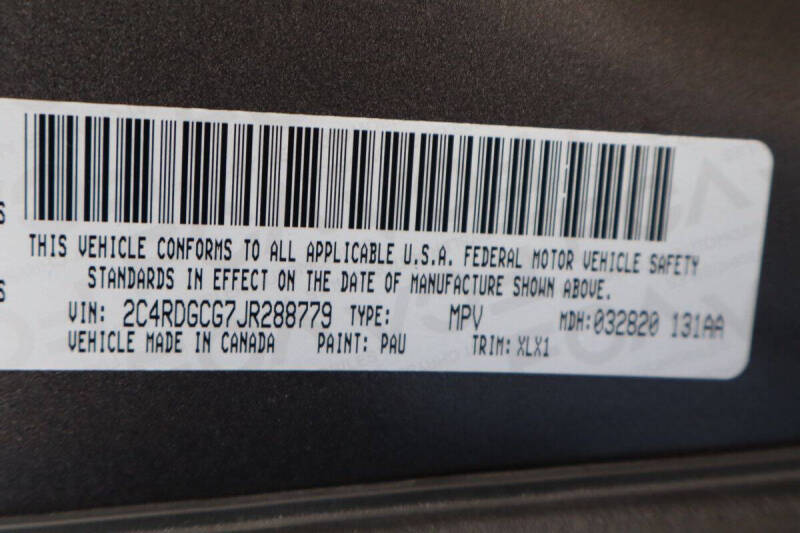 S
THIS VEHICLE CONFORMS TO ALL APPLICABLE U.S.A. FEDERAL MOTOR VEHICLE SAFETY
S
STANDARDS IN EFFECT ON THE DATE OF MANUFACTURE SHOWN ABOVE.
VIN: 2C4RDGCG7JR288779 TYPE: MPV MDH:032820 131AA
VEHICLE MADE IN CANADA PAINT: PAU TRIM: XLX1